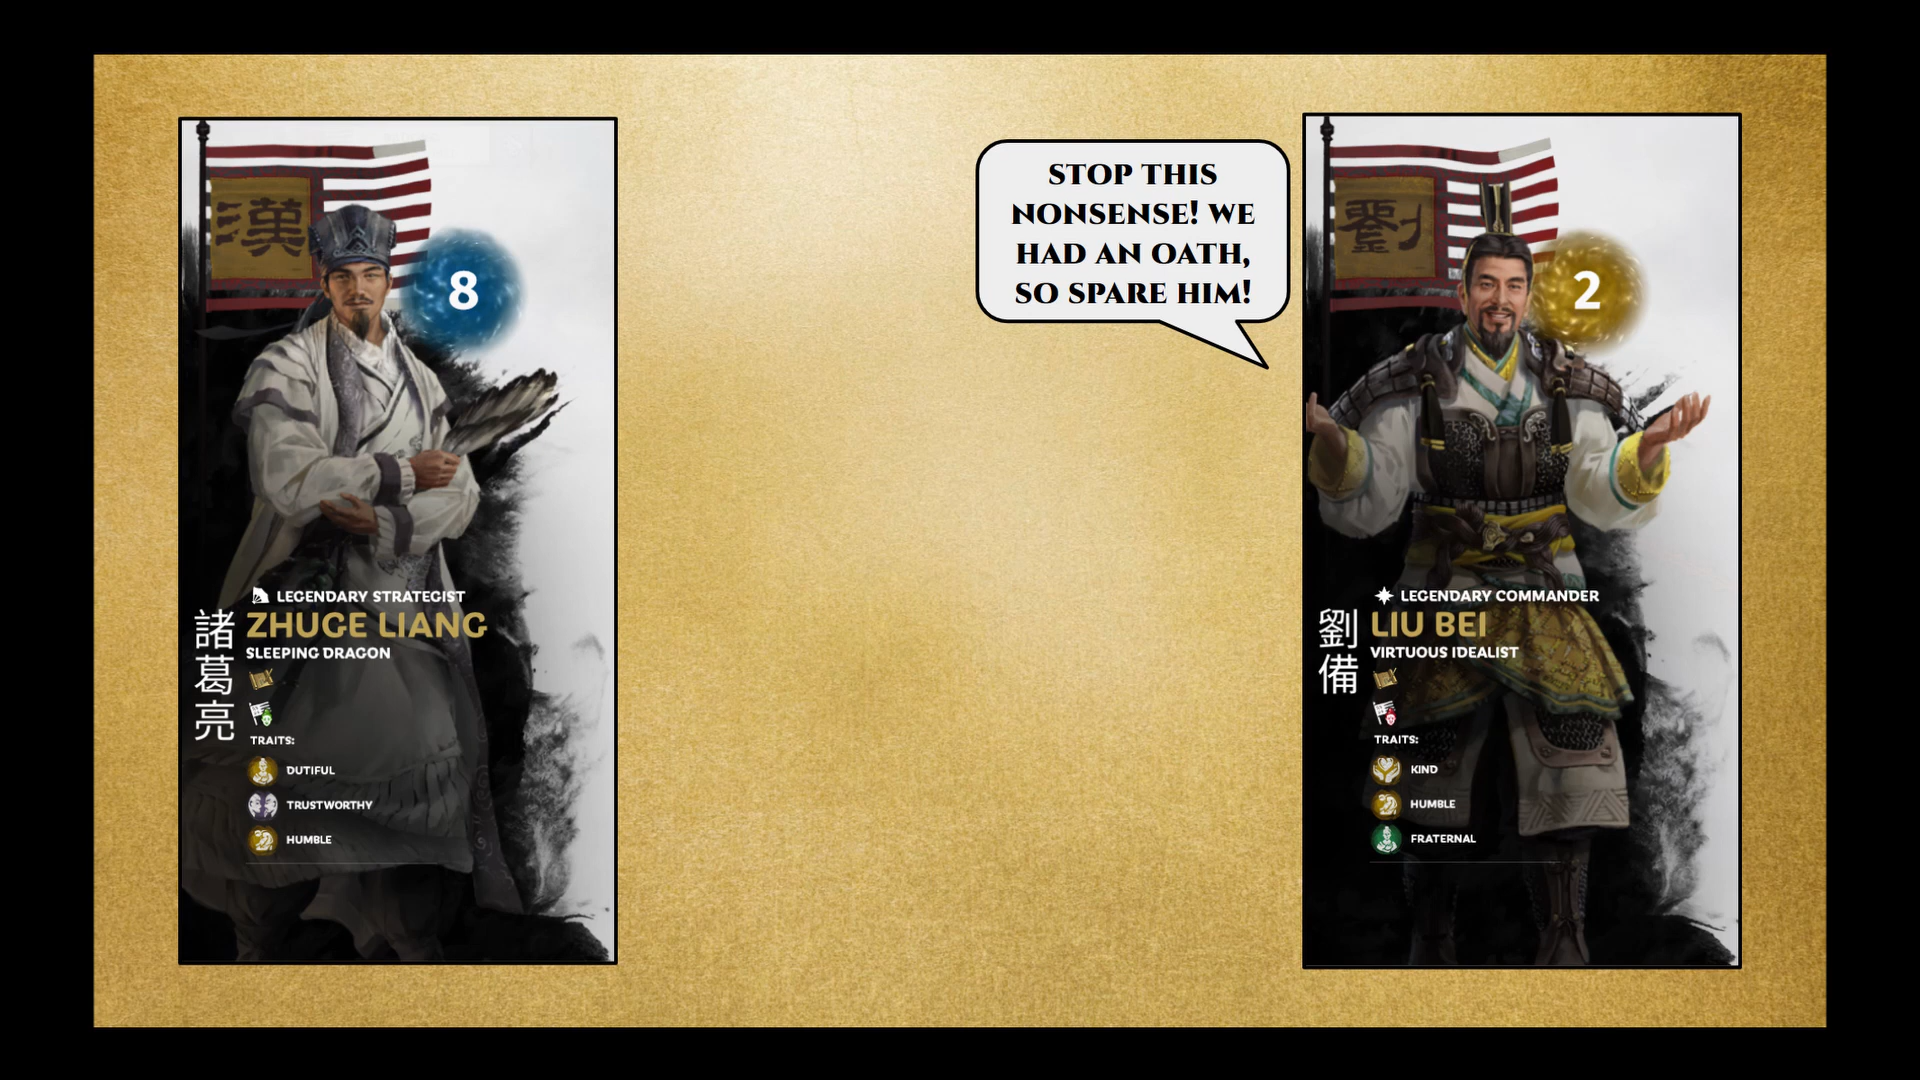 漢
8
LEGENDARY STRATEGIST
諸葛亮
ZHUGE LIANG
SLEEPING DRAGON
TRAITS:
DUTIFUL
TRUSTWORTHY
HUMBLE
STOP THIS
NONSENSE! WE
HAD AN OATH,
SO SPARE HIM!
劉
2
LEGENDARY COMMANDER
劉備
LIU BEI
VIRTUOUS IDEALIST
TRAITS:
KIND
HUMBLE
FRATERNAL